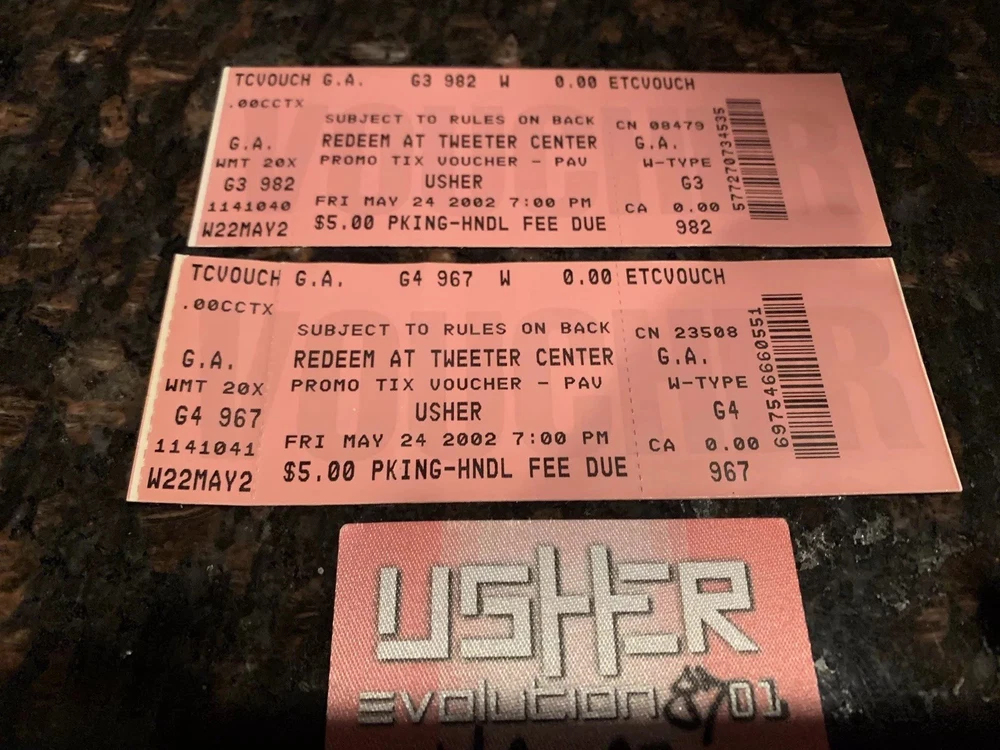 TCVOUCH G.A. G3 982 W 0.00 ETCVOUCH
.00CCTX
SUBJECT TO RULES ON BACK CN 08479
G.A. REDEEM AT TWEETER CENTER G.A.
WMT 20X PROMO TIX VOUCHER - PAV W-TYPE
G3 982 USHER G3
1141040 FRI MAY 24 2002 7:00 PM CA 0.00
W22MAY2 $5.00 PKING-HNDL FEE DUE 982
577270734535
VOUCHER
TCVOUCH G.A. G4 967 W 0.00 ETCVOUCH
.00CCTX
SUBJECT TO RULES ON BACK CN 23508
G.A. REDEEM AT TWEETER CENTER G.A.
WMT 20X PROMO TIX VOUCHER - PAV W-TYPE
G4 967 USHER G4
1141041 FRI MAY 24 2002 7:00 PM CA 0.00
W22MAY2 $5.00 PKING-HNDL FEE DUE 967
697546660551
VOUCHER
USHER
evolution 8701